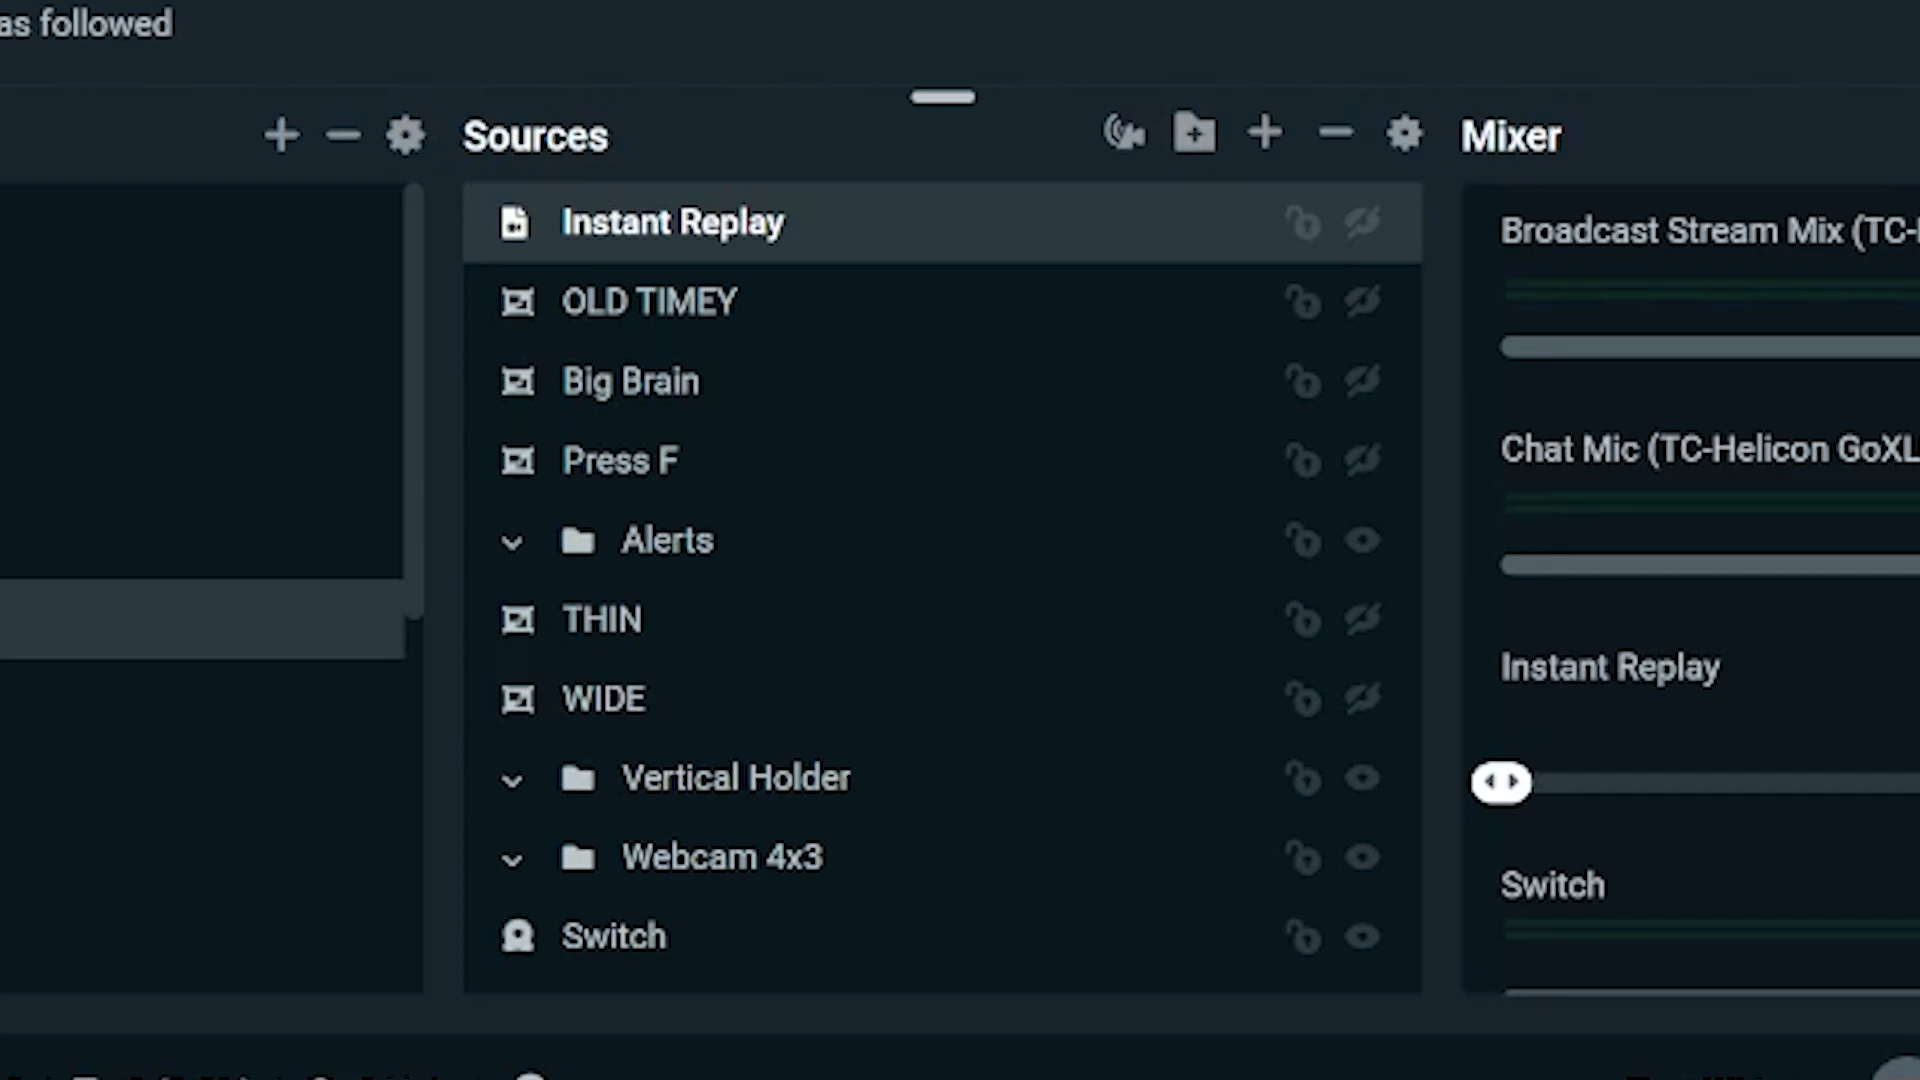 as followed
Sources
Mixer
Instant Replay
OLD TIMEY
Big Brain
Press F
Alerts
THIN
WIDE
Vertical Holder
Webcam 4x3
Switch
Broadcast Stream Mix (TC-
Chat Mic (TC-Helicon GoXL
Instant Replay
Switch